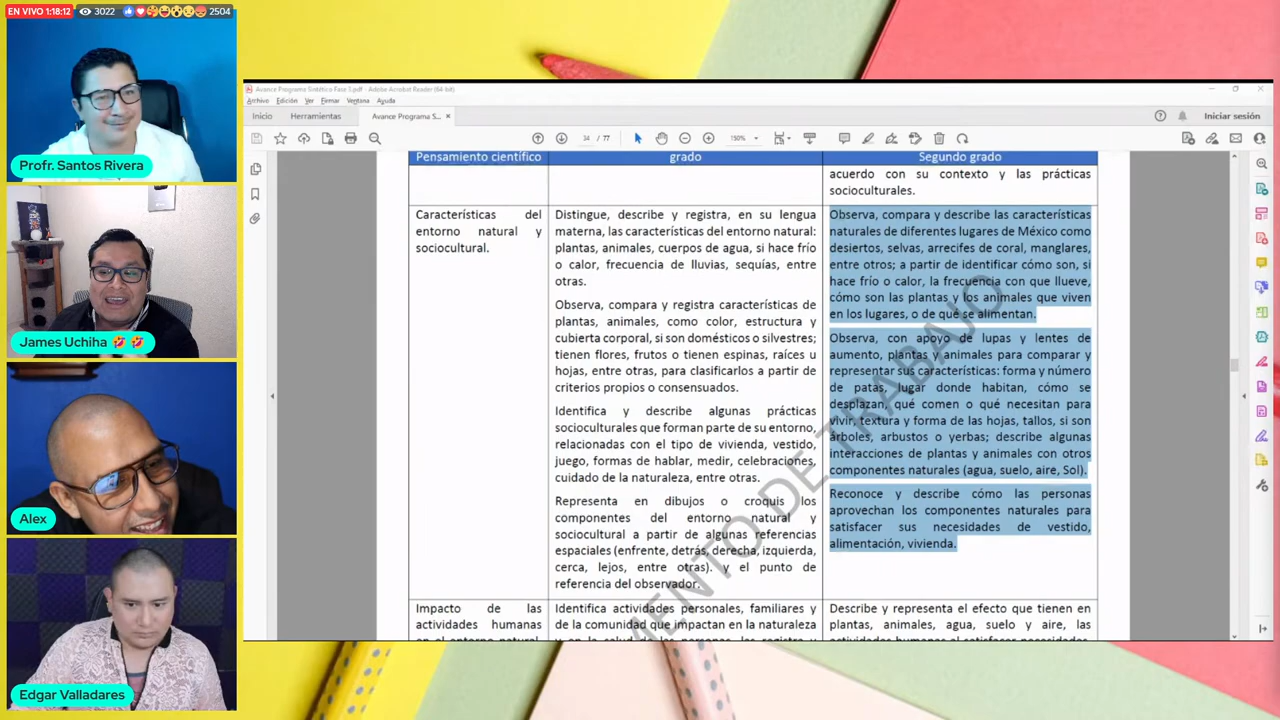 EN VIVO 1:18:12 3022 2504
Profr. Santos Rivera
James Uchiha 🤣 🤣
Alex
Edgar Valladares
Avance Programa Sintético Fase 3.pdf - Adobe Acrobat Reader (64-bit)
Archivo Edición Ver Firmar Ventana Ayuda
Inicio Herramientas Avance Programa S... × Iniciar sesión
34 / 77 150%
Pensamiento científico grado Segundo grado
acuerdo con su contexto y las prácticas
socioculturales.
Características del
entorno natural y
sociocultural.
Distingue, describe y registra, en su lengua
materna, las características del entorno natural:
plantas, animales, cuerpos de agua, si hace frío
o calor, frecuencia de lluvias, sequías, entre
otras.
Observa, compara y registra características de
plantas, animales, como color, estructura y
cubierta corporal, si son domésticos o silvestres;
tienen flores, frutos o tienen espinas, raíces u
hojas, entre otras, para clasificarlos a partir de
criterios propios o consensuados.
Identifica y describe algunas prácticas
socioculturales que forman parte de su entorno,
relacionadas con el tipo de vivienda, vestido,
juego, formas de hablar, medir, celebraciones,
cuidado de la naturaleza, entre otras.
Representa en dibujos o croquis los
componentes del entorno natural y
sociocultural a partir de algunas referencias
espaciales (enfrente, detrás, derecha, izquierda,
cerca, lejos, entre otras). y el punto de
referencia del observador.
Observa, compara y describe las características
naturales de diferentes lugares de México como
desiertos, selvas, arrecifes de coral, manglares,
entre otros; a partir de identificar cómo son, si
hace frío o calor, la frecuencia con que llueve,
cómo son las plantas y los animales que viven
en los lugares, o de qué se alimentan.
Observa, con apoyo de lupas y lentes de
aumento, plantas y animales para comparar y
representar sus características: forma y número
de patas, lugar donde habitan, cómo se
desplazan, qué comen o qué necesitan para
vivir, textura y forma de las hojas, tallos, si son
árboles, arbustos o yerbas; describe algunas
interacciones de plantas y animales con otros
componentes naturales (agua, suelo, aire, Sol).
Reconoce y describe cómo las personas
aprovechan los componentes naturales para
satisfacer sus necesidades de vestido,
alimentación, vivienda.
Impacto de las
actividades humanas
en el entorno natural,
Identifica actividades personales, familiares y
de la comunidad que impactan en la naturaleza
Describe y representa el efecto que tienen en
plantas, animales, agua, suelo y aire, las
actividades humanas al satisfacer necesidades
MENTO DE TRABAJO